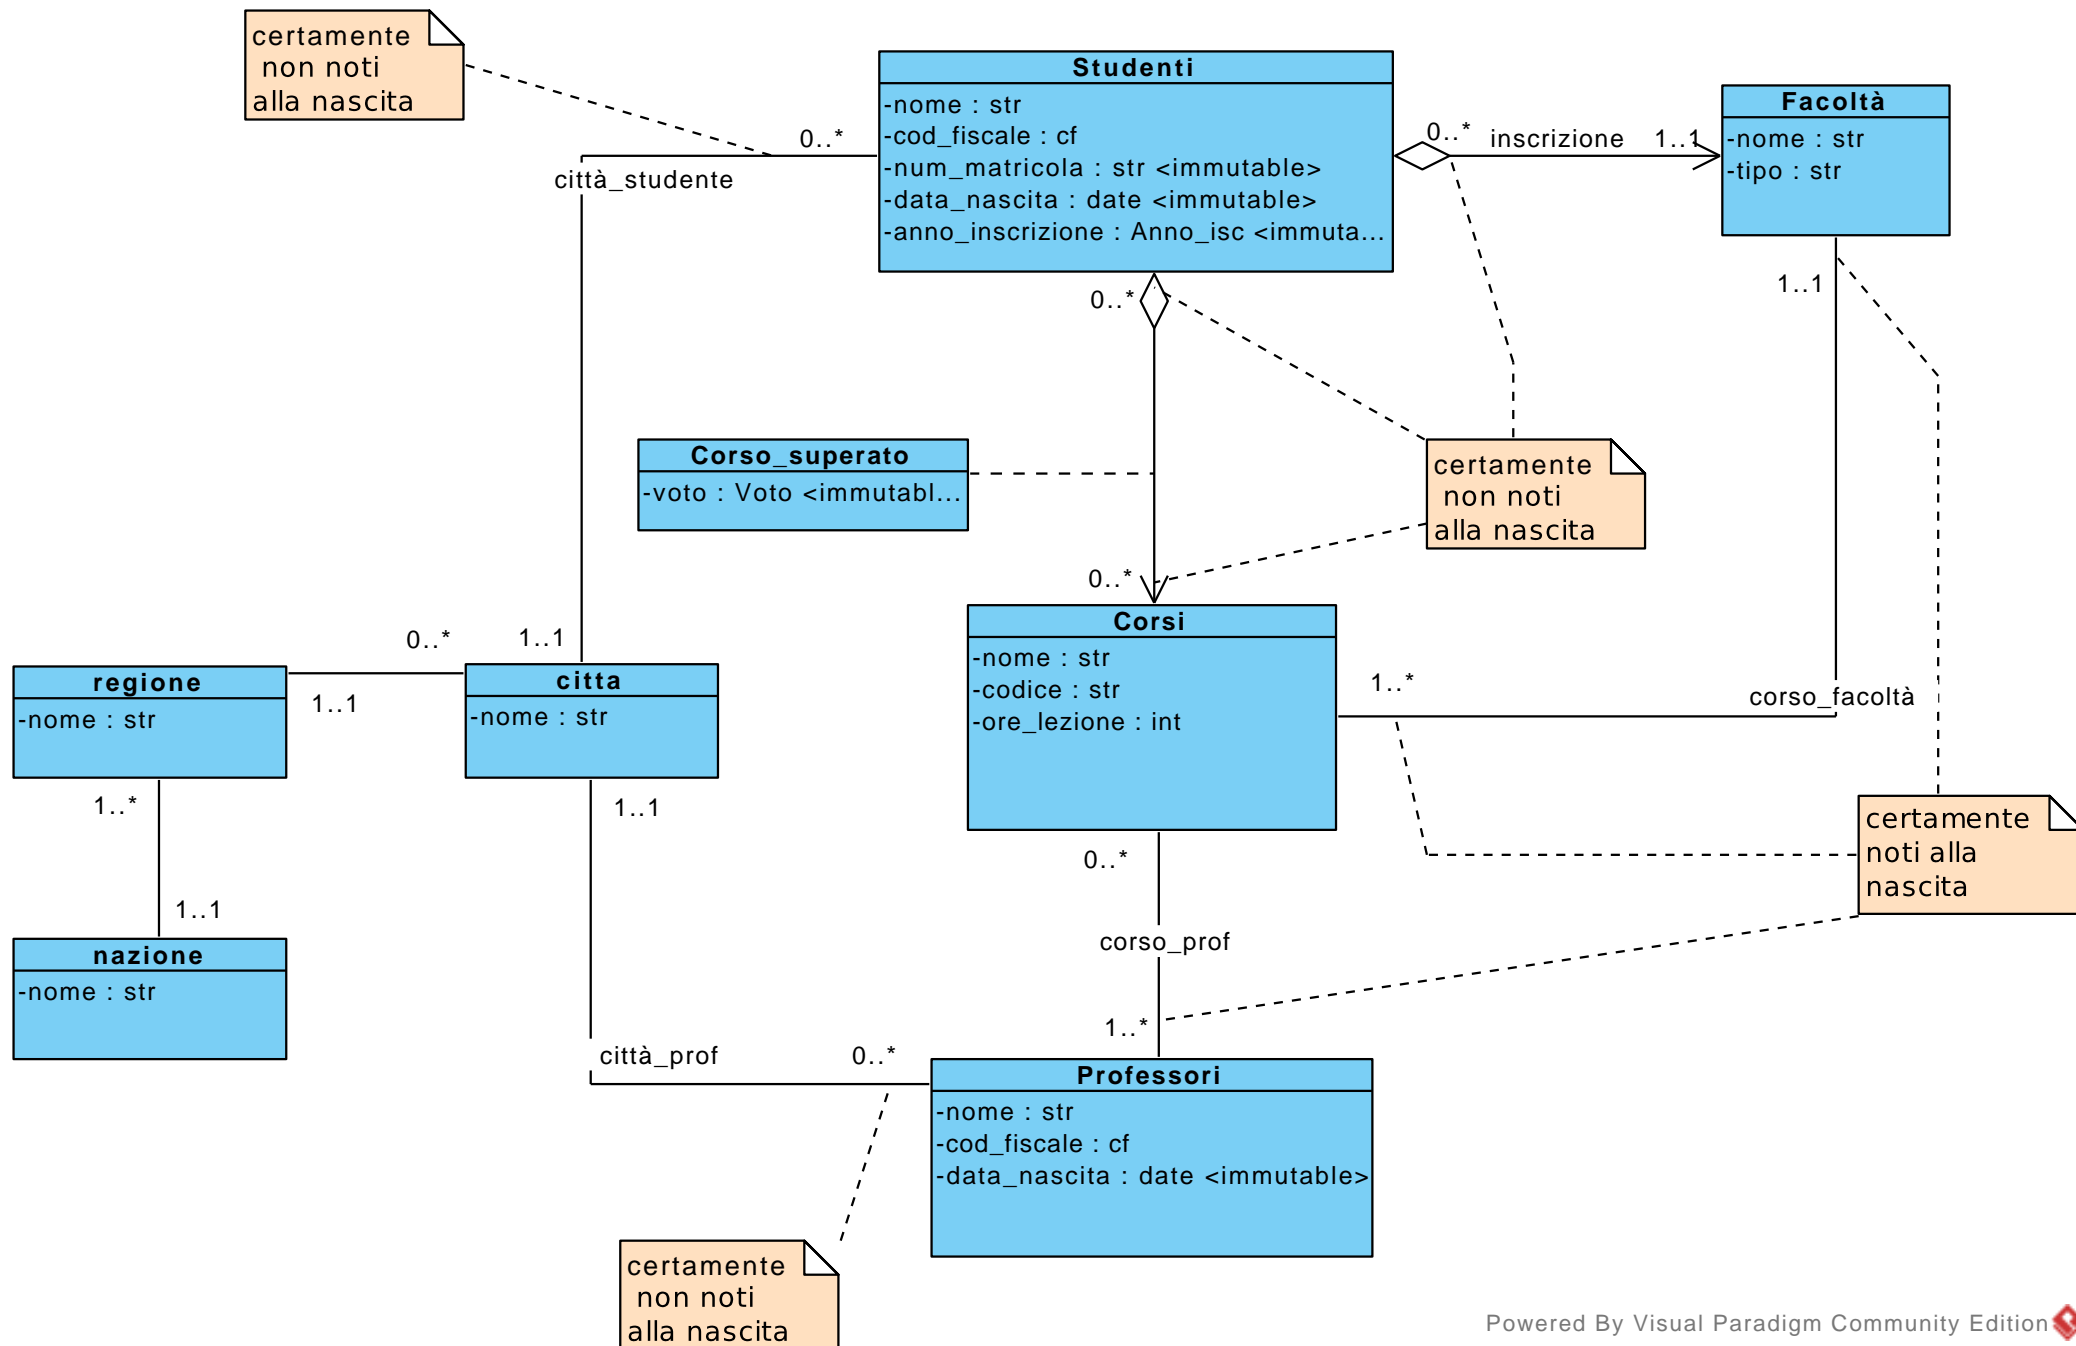 certamente
non noti
alla nascita
Studenti
-nome : str
-cod_fiscale : cf
-num_matricola : str <immutable>
-data_nascita : date <immutable>
-anno_inscrizione : Anno_isc <immuta...
0..*
città_studente
0..*
inscrizione
1..1
Facoltà
-nome : str
-tipo : str
0..*
1..1
Corso_superato
-voto : Voto <immutabl...
certamente
non noti
alla nascita
0..*
Corsi
-nome : str
-codice : str
-ore_lezione : int
1..*
corso_facoltà
0..*
1..1
regione
-nome : str
1..1
citta
-nome : str
1..*
1..1
0..*
certamente
noti alla
nascita
1..1
nazione
-nome : str
corso_prof
1..*
città_prof
0..*
Professori
-nome : str
-cod_fiscale : cf
-data_nascita : date <immutable>
certamente
non noti
alla nascita
Powered By Visual Paradigm Community Edition